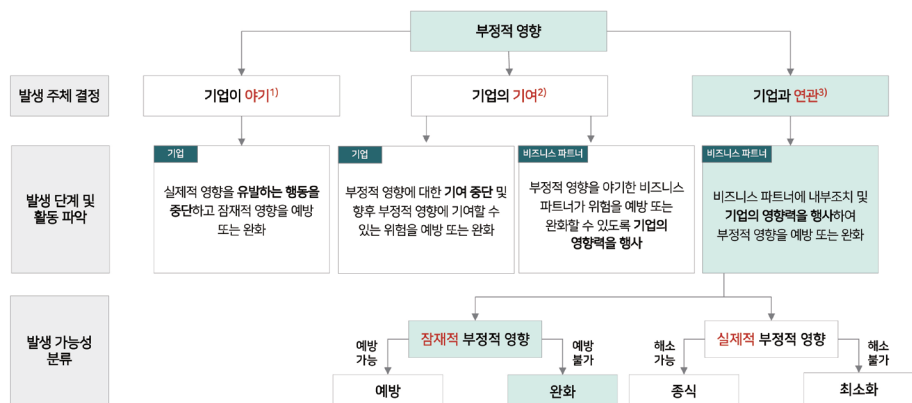 부정적 영향
발생 주체 결정
기업이 야기1)
기업의 기여2)
기업과 연관3)
발생 단계 및
활동 파악
기업
실제적 영향을 유발하는 행동을
중단하고 잠재적 영향을 예방
또는 완화
기업
부정적 영향에 대한 기여 중단 및
향후 부정적 영향에 기여할 수
있는 위험을 예방 또는 완화
비즈니스 파트너
부정적 영향을 야기한 비즈니스
파트너가 위험을 예방 또는
완화할 수 있도록 기업의
영향력을 행사
비즈니스 파트너
비즈니스 파트너에 내부조치 및
기업의 영향력을 행사하여
부정적 영향을 예방 또는 완화
발생 가능성
분류
잠재적 부정적 영향
실제적 부정적 영향
예방
가능
예방
불가
해소
가능
해소
불가
예방
완화
종식
최소화